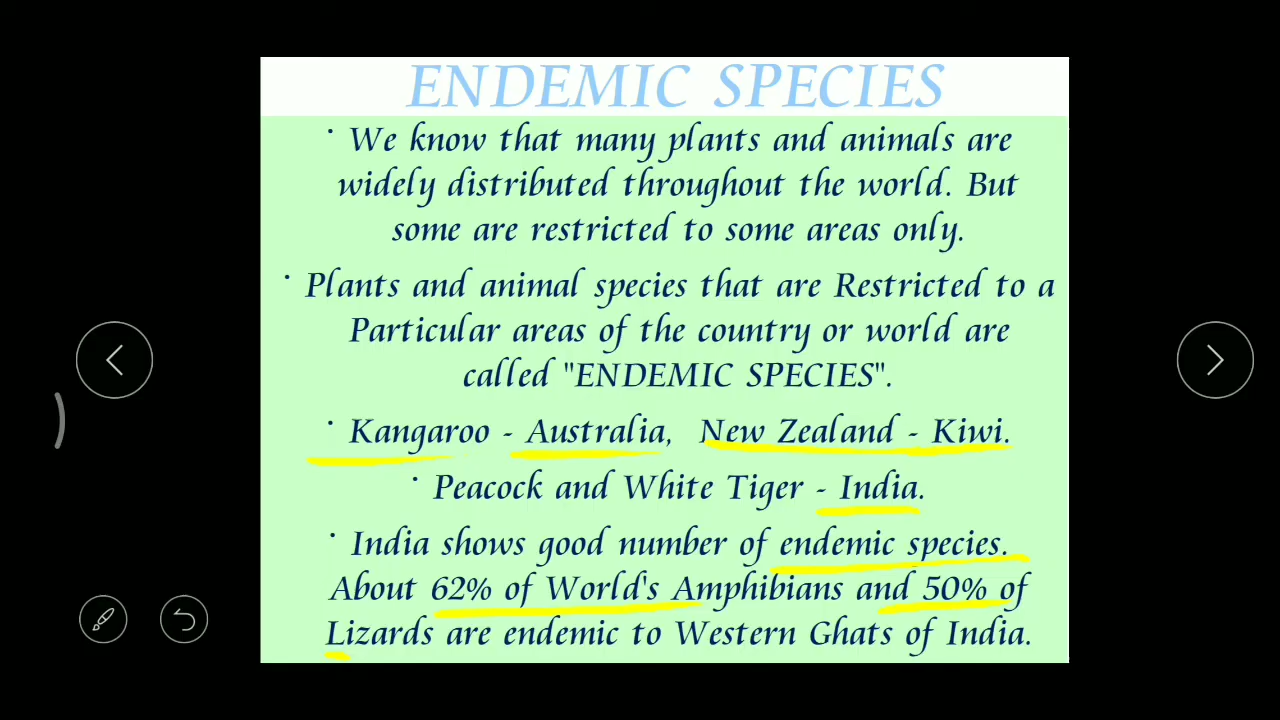 ENDEMIC SPECIES
· We know that many plants and animals are
widely distributed throughout the world. But
some are restricted to some areas only.
· Plants and animal species that are Restricted to a
Particular areas of the country or world are
called "ENDEMIC SPECIES".
· Kangaroo - Australia, New Zealand - Kiwi.
· Peacock and White Tiger - India.
· India shows good number of endemic species.
About 62% of World's Amphibians and 50% of
Lizards are endemic to Western Ghats of India.